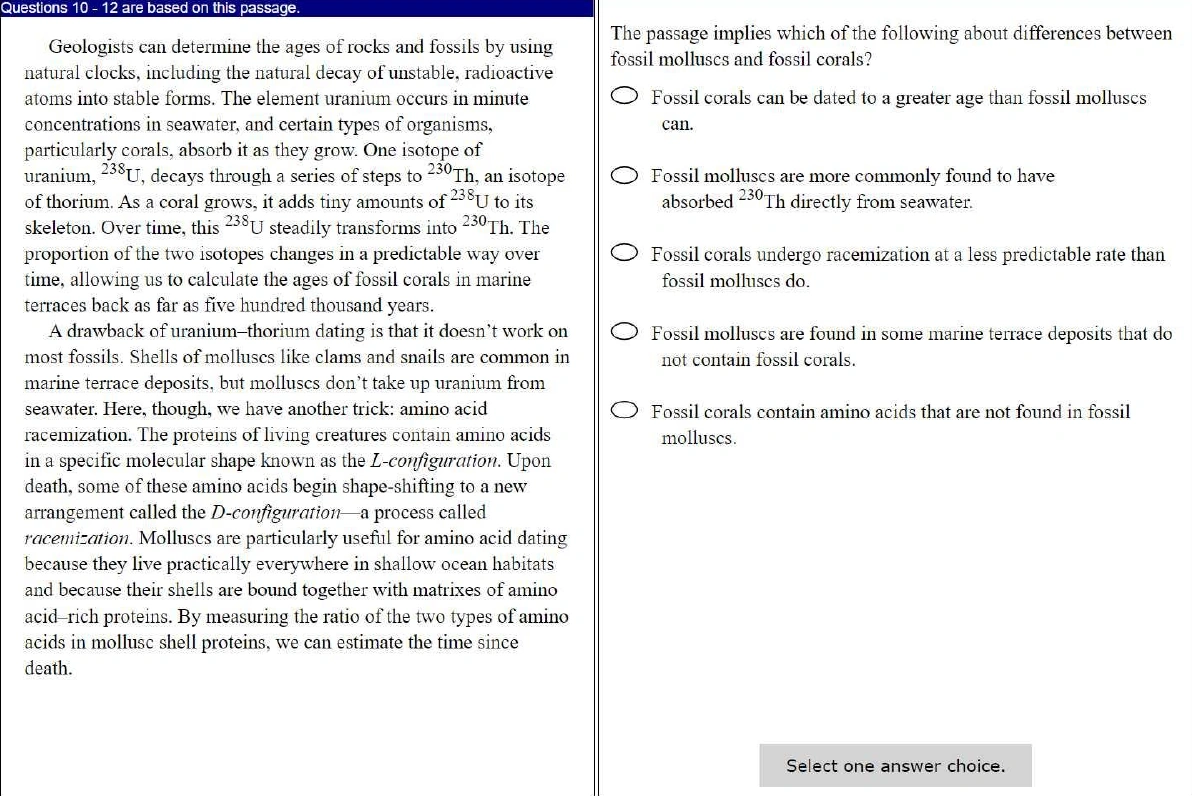 Questions 10 - 12 are based on this passage.
Geologists can determine the ages of rocks and fossils by using
natural clocks, including the natural decay of unstable, radioactive
atoms into stable forms. The element uranium occurs in minute
concentrations in seawater, and certain types of organisms,
particularly corals, absorb it as they grow. One isotope of
uranium, ²³⁸U, decays through a series of steps to ²³⁰Th, an isotope
of thorium. As a coral grows, it adds tiny amounts of ²³⁸U to its
skeleton. Over time, this ²³⁸U steadily transforms into ²³⁰Th. The
proportion of the two isotopes changes in a predictable way over
time, allowing us to calculate the ages of fossil corals in marine
terraces back as far as five hundred thousand years.
A drawback of uranium–thorium dating is that it doesn't work on
most fossils. Shells of molluscs like clams and snails are common in
marine terrace deposits, but molluscs don't take up uranium from
seawater. Here, though, we have another trick: amino acid
racemization. The proteins of living creatures contain amino acids
in a specific molecular shape known as the L-configuration. Upon
death, some of these amino acids begin shape-shifting to a new
arrangement called the D-configuration—a process called
racemization. Molluscs are particularly useful for amino acid dating
because they live practically everywhere in shallow ocean habitats
and because their shells are bound together with matrixes of amino
acid–rich proteins. By measuring the ratio of the two types of amino
acids in mollusc shell proteins, we can estimate the time since
death.
The passage implies which of the following about differences between
fossil molluscs and fossil corals?
Fossil corals can be dated to a greater age than fossil molluscs
can.
Fossil molluscs are more commonly found to have
absorbed ²³⁰Th directly from seawater.
Fossil corals undergo racemization at a less predictable rate than
fossil molluscs do.
Fossil molluscs are found in some marine terrace deposits that do
not contain fossil corals.
Fossil corals contain amino acids that are not found in fossil
molluscs.
Select one answer choice.